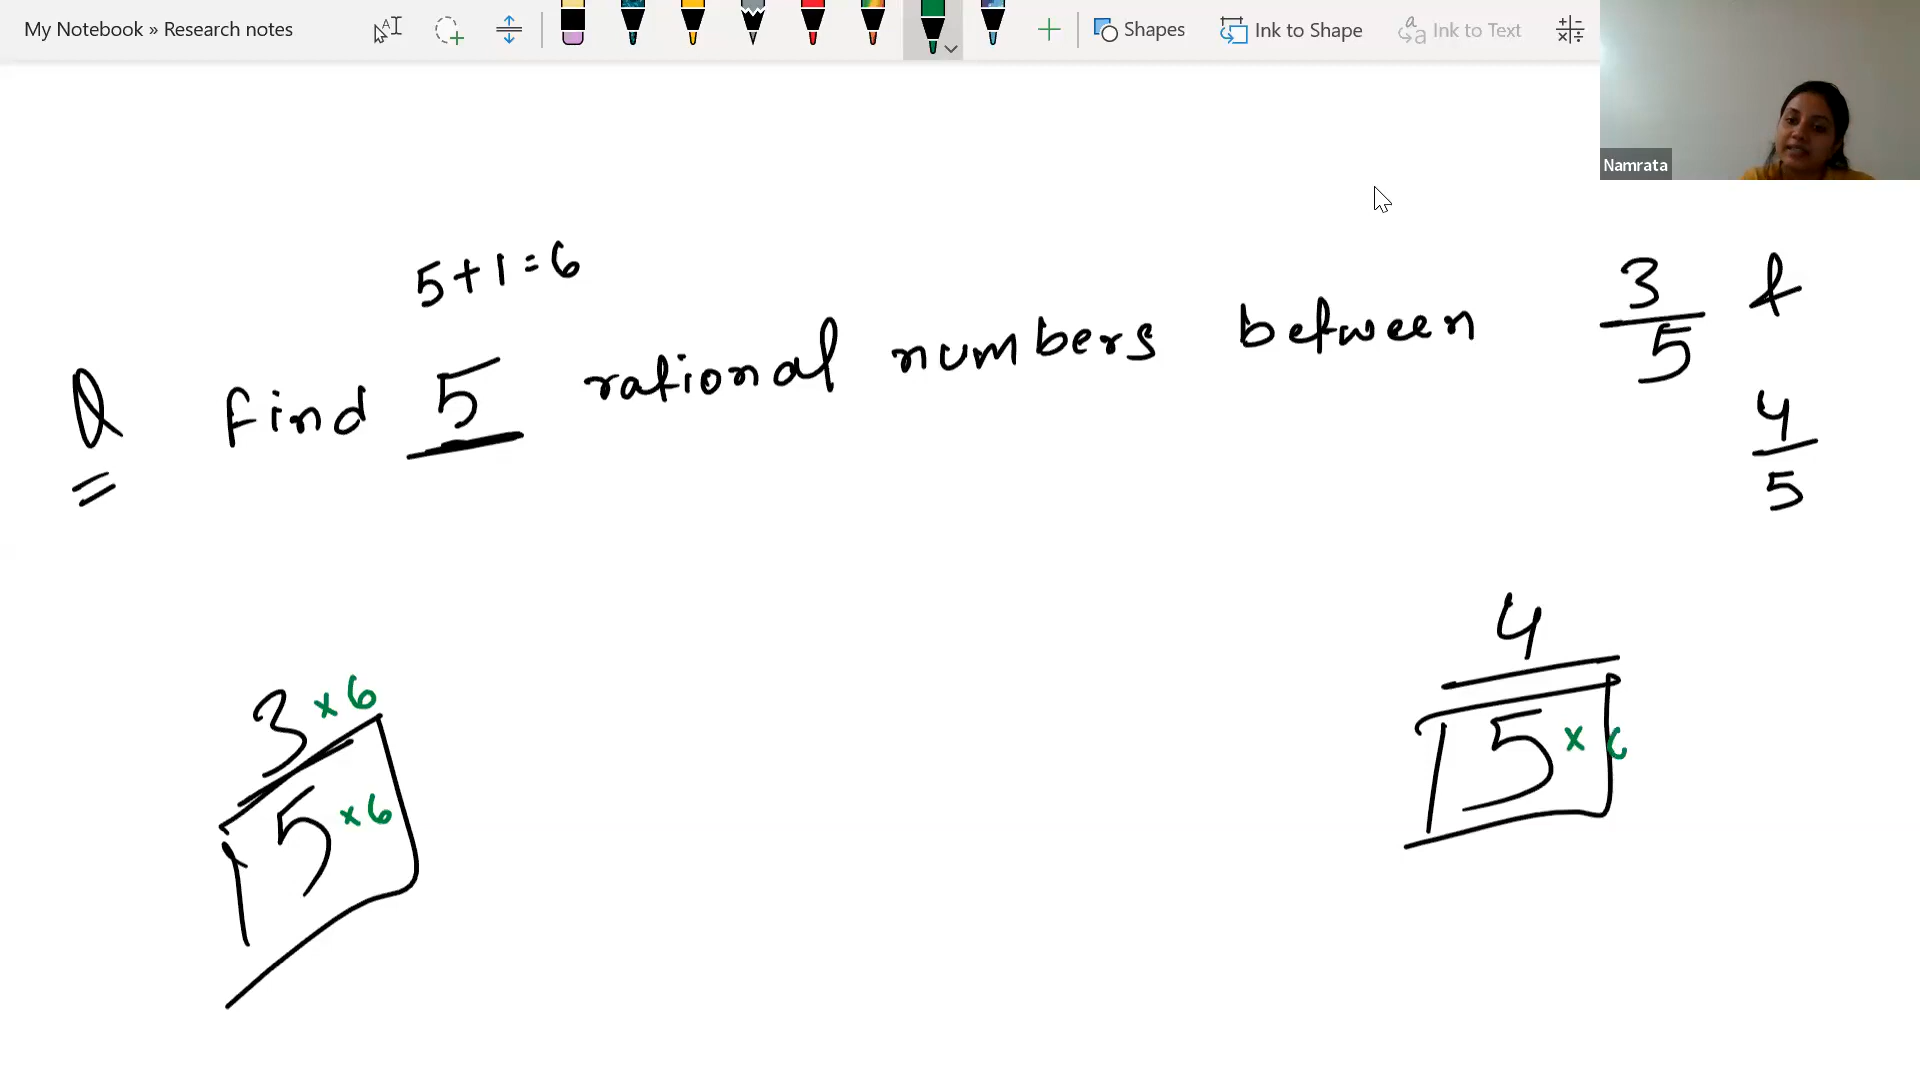 My Notebook » Research notes
Shapes
Ink to Shape
Ink to Text
Namrata
5+1=6
Q Find 5 rational numbers between 3/5 &
4/5
3 × 6
5 × 6
4
5 ×